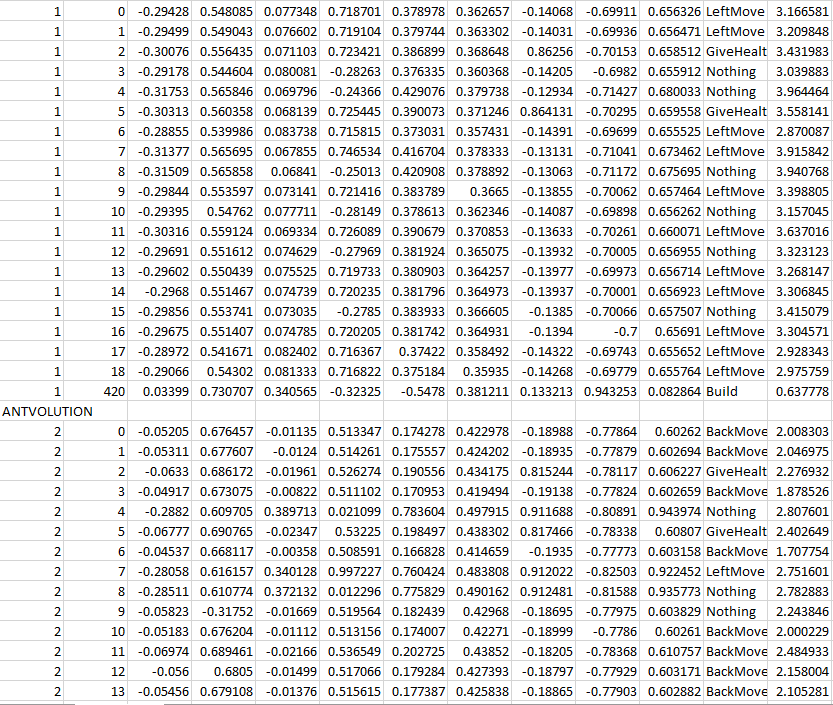 1 0 -0.29428 0.548085 0.077348 0.718701 0.378978 0.362657 -0.14068 -0.69911 0.656326 LeftMove 3.166581
1 1 -0.29499 0.549043 0.076602 0.719104 0.379744 0.363302 -0.14031 -0.69936 0.656471 LeftMove 3.209848
1 2 -0.30076 0.556435 0.071103 0.723421 0.386899 0.368648 0.86256 -0.70153 0.658512 GiveHealt 3.431983
1 3 -0.29178 0.544604 0.080081 -0.28263 0.376335 0.360368 -0.14205 -0.6982 0.655912 Nothing 3.039883
1 4 -0.31753 0.565846 0.069796 -0.24366 0.429076 0.379738 -0.12934 -0.71427 0.680033 Nothing 3.964464
1 5 -0.30313 0.560358 0.068139 0.725445 0.390073 0.371246 0.864131 -0.70295 0.659558 GiveHealt 3.558141
1 6 -0.28855 0.539986 0.083738 0.715815 0.373031 0.357431 -0.14391 -0.69699 0.655525 LeftMove 2.870087
1 7 -0.31377 0.565695 0.067855 0.746534 0.416704 0.378333 -0.13131 -0.71041 0.673462 LeftMove 3.915842
1 8 -0.31509 0.565858 0.06841 -0.25013 0.420908 0.378892 -0.13063 -0.71172 0.675695 Nothing 3.940768
1 9 -0.29844 0.553597 0.073141 0.721416 0.383789 0.3665 -0.13855 -0.70062 0.657464 LeftMove 3.398805
1 10 -0.29395 0.54762 0.077711 -0.28149 0.378613 0.362346 -0.14087 -0.69898 0.656262 Nothing 3.157045
1 11 -0.30316 0.559124 0.069334 0.726089 0.390679 0.370853 -0.13633 -0.70261 0.660071 LeftMove 3.637016
1 12 -0.29691 0.551612 0.074629 -0.27969 0.381924 0.365075 -0.13932 -0.70005 0.656955 Nothing 3.323123
1 13 -0.29602 0.550439 0.075525 0.719733 0.380903 0.364257 -0.13977 -0.69973 0.656714 LeftMove 3.268147
1 14 -0.2968 0.551467 0.074739 0.720235 0.381796 0.364973 -0.13937 -0.70001 0.656923 LeftMove 3.306845
1 15 -0.29856 0.553741 0.073035 -0.2785 0.383933 0.366605 -0.1385 -0.70066 0.657507 Nothing 3.415079
1 16 -0.29675 0.551407 0.074785 0.720205 0.381742 0.364931 -0.1394 -0.7 0.65691 LeftMove 3.304571
1 17 -0.28972 0.541671 0.082402 0.716367 0.37422 0.358492 -0.14322 -0.69743 0.655652 LeftMove 2.928343
1 18 -0.29066 0.54302 0.081333 0.716822 0.375184 0.35935 -0.14268 -0.69779 0.655764 LeftMove 2.975759
1 420 0.03399 0.730707 0.340565 -0.32325 -0.5478 0.381211 0.133213 0.943253 0.082864 Build 0.637778
ANTVOLUTION
2 0 -0.05205 0.676457 -0.01135 0.513347 0.174278 0.422978 -0.18988 -0.77864 0.60262 BackMove 2.008303
2 1 -0.05311 0.677607 -0.0124 0.514261 0.175557 0.424202 -0.18935 -0.77879 0.602694 BackMove 2.046975
2 2 -0.0633 0.686172 -0.01961 0.526274 0.190556 0.434175 0.815244 -0.78117 0.606227 GiveHealt 2.276932
2 3 -0.04917 0.673075 -0.00822 0.511102 0.170953 0.419494 -0.19138 -0.77824 0.602659 BackMove 1.878526
2 4 -0.2882 0.609705 0.389713 0.021099 0.783604 0.497915 0.911688 -0.80891 0.943974 Nothing 2.807601
2 5 -0.06777 0.690765 -0.02347 0.53225 0.198497 0.438302 0.817466 -0.78338 0.60807 GiveHealt 2.402649
2 6 -0.04537 0.668117 -0.00358 0.508591 0.166828 0.414659 -0.1935 -0.77773 0.603158 BackMove 1.707754
2 7 -0.28058 0.616157 0.340128 0.997227 0.760424 0.483808 0.912022 -0.82503 0.922452 LeftMove 2.751601
2 8 -0.28511 0.610774 0.372132 0.012296 0.775829 0.490162 0.912481 -0.81588 0.935773 Nothing 2.782883
2 9 -0.05823 -0.31752 -0.01669 0.519564 0.182439 0.42968 -0.18695 -0.77975 0.603829 Nothing 2.243846
2 10 -0.05183 0.676204 -0.01112 0.513156 0.174007 0.42271 -0.18999 -0.7786 0.60261 BackMove 2.000229
2 11 -0.06974 0.689461 -0.02166 0.536549 0.202725 0.43852 -0.18205 -0.78368 0.610757 BackMove 2.484933
2 12 -0.056 0.6805 -0.01499 0.517066 0.179284 0.427393 -0.18797 -0.77929 0.603171 BackMove 2.158004
2 13 -0.05456 0.679108 -0.01376 0.515615 0.177387 0.425838 -0.18865 -0.77903 0.602882 BackMove 2.105281